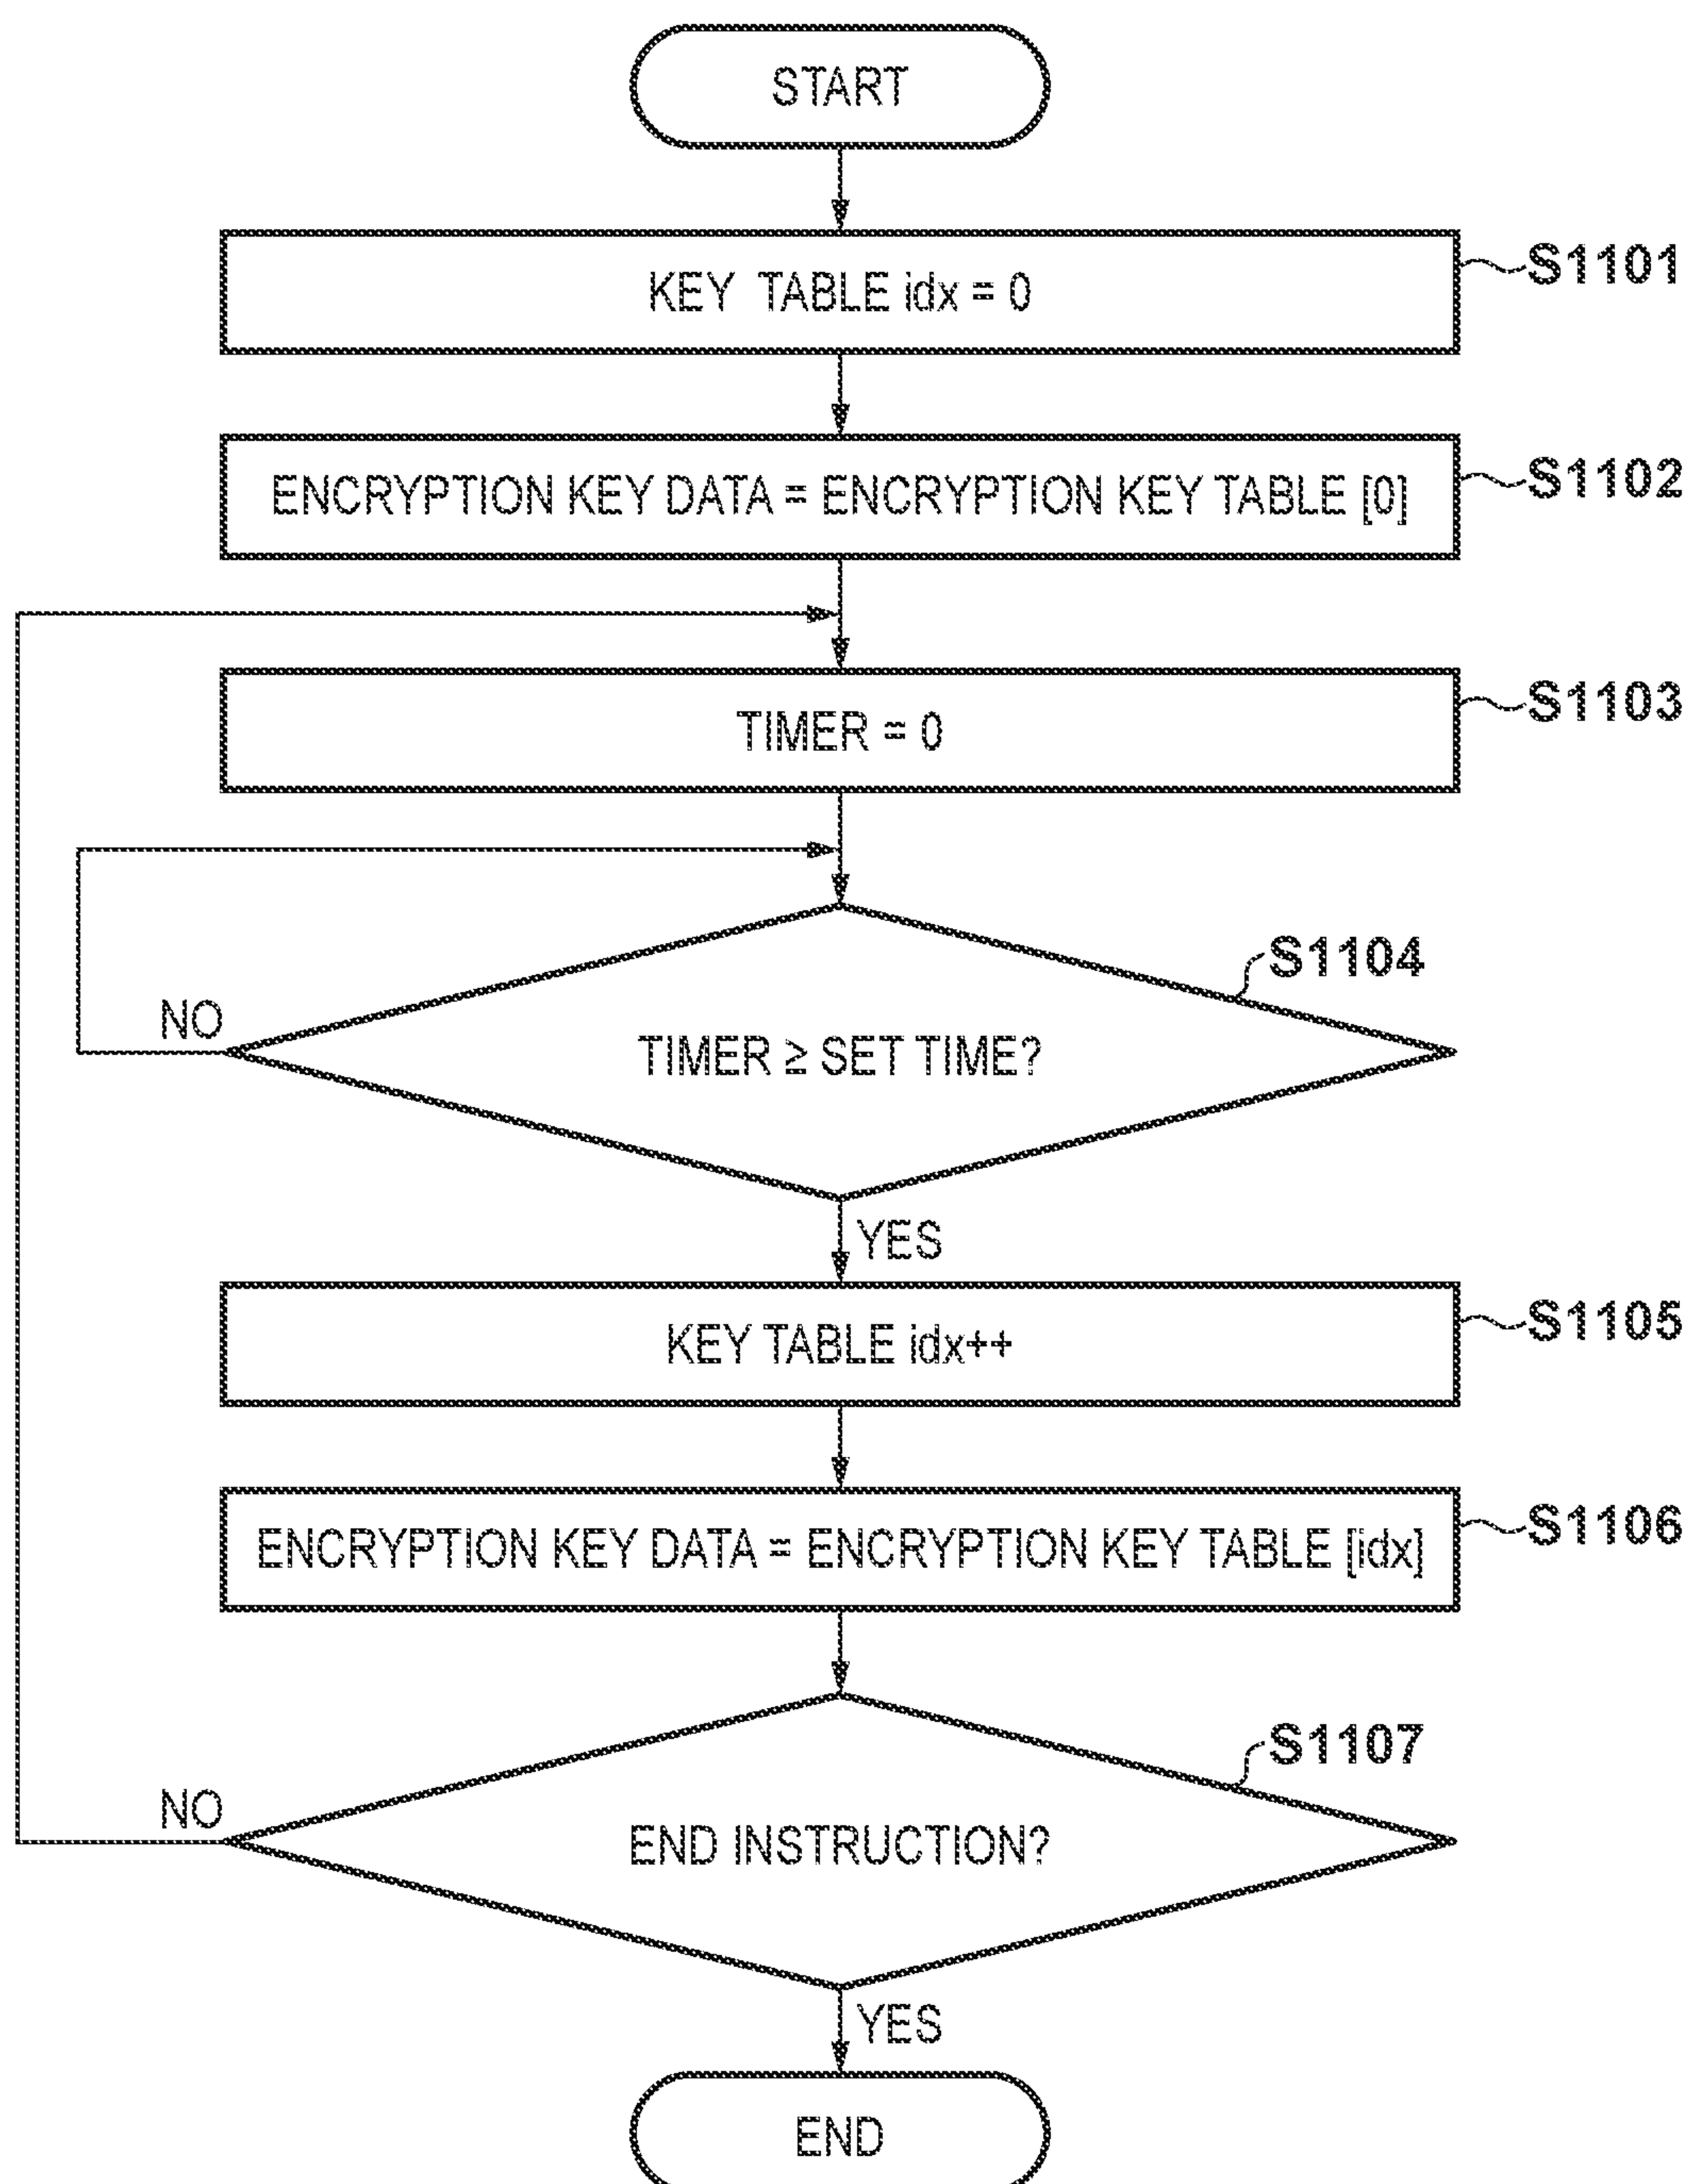 START
KEY TABLE idx = 0
S1101
ENCRYPTION KEY DATA = ENCRYPTION KEY TABLE [0]
S1102
TIMER = 0
S1103
S1104
NO
TIMER ≥ SET TIME?
YES
KEY TABLE idx++
S1105
ENCRYPTION KEY DATA = ENCRYPTION KEY TABLE [idx]
S1106
S1107
NO
END INSTRUCTION?
YES
END